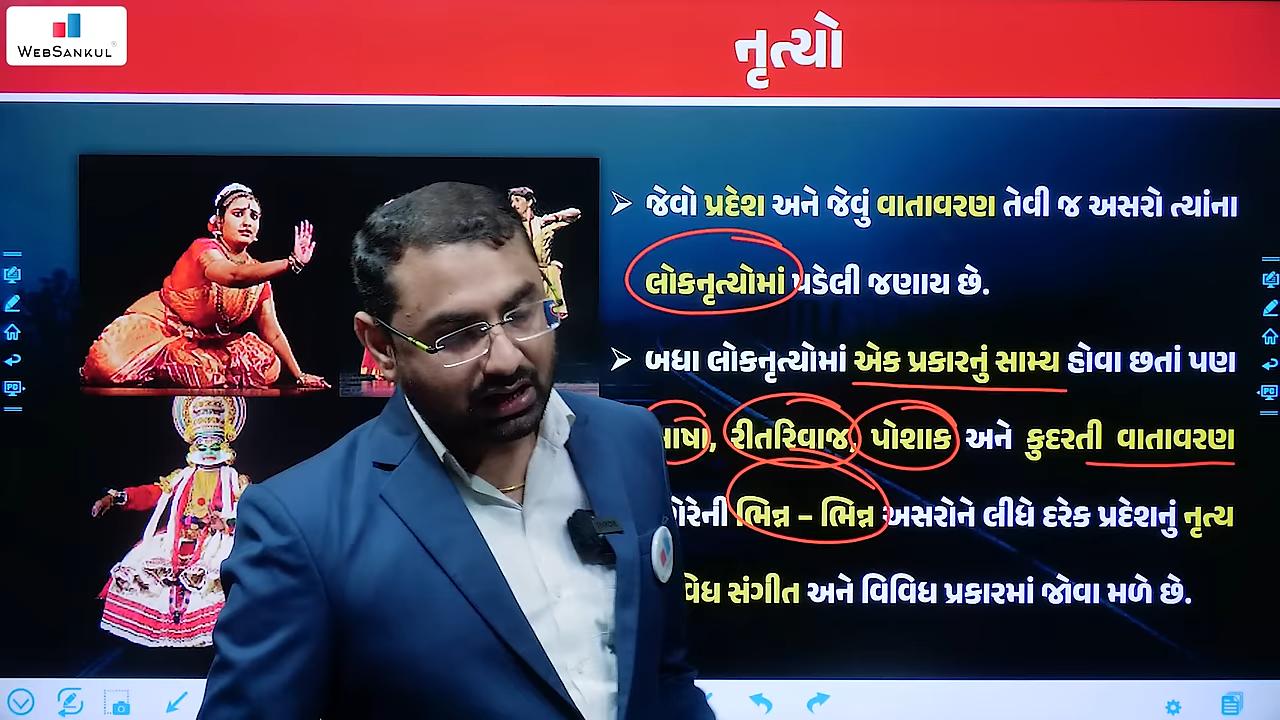 WEBSANKUL
નૃત્યો
જેવો પ્રદેશ અને જેવું વાતાવરણ તેવી જ અસરો ત્યાંના
લોકનૃત્યોમાં પડેલી જણાય છે.
બધા લોકનૃત્યોમાં એક પ્રકારનું સામ્ય હોવા છતાં પણ
રીતરિવાજ, પોશાક અને કુદરતી વાતાવરણ
ભિન્ન – ભિન્ન અસરોને લીધે દરેક પ્રદેશનું નૃત્ય
સંગીત અને વિવિધ પ્રકારમાં જોવા મળે છે.